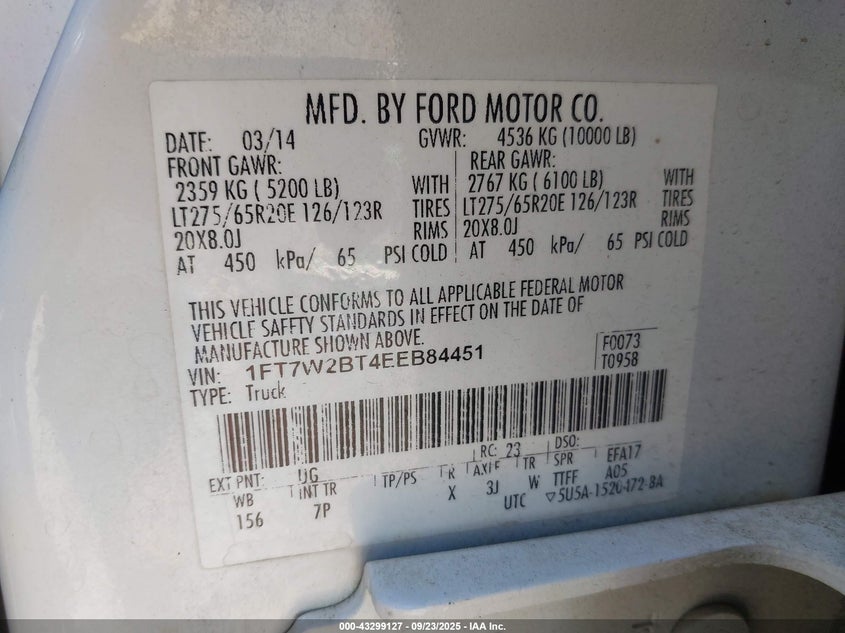 MFD. BY FORD MOTOR CO.
DATE: 03/14 GVWR: 4536 KG (10000 LB)
FRONT GAWR: REAR GAWR:
2359 KG ( 5200 LB) WITH 2767 KG ( 6100 LB) WITH
LT275/65R20E 126/123R TIRES LT275/65R20E 126/123R TIRES
20X8.0J RIMS 20X8.0J RIMS
AT 450 kPa/ 65 PSI COLD AT 450 kPa/ 65 PSI COLD
THIS VEHICLE CONFORMS TO ALL APPLICABLE FEDERAL MOTOR
VEHICLE SAFETY STANDARDS IN EFFECT ON THE DATE OF
MANUFACTURE SHOWN ABOVE.
VIN: 1FT7W2BT4EEB84451 F0073
TYPE: Truck T0958
EXT PNT: UG RC: 23 DSO:
WB INT TR TP/PS R AXLE TR SPR EFA17
156 7P X 3J W TTFF A05
UTC ▽5U5A-1520472-BA
000-43299127 - 09/23/2025 - IAA Inc.